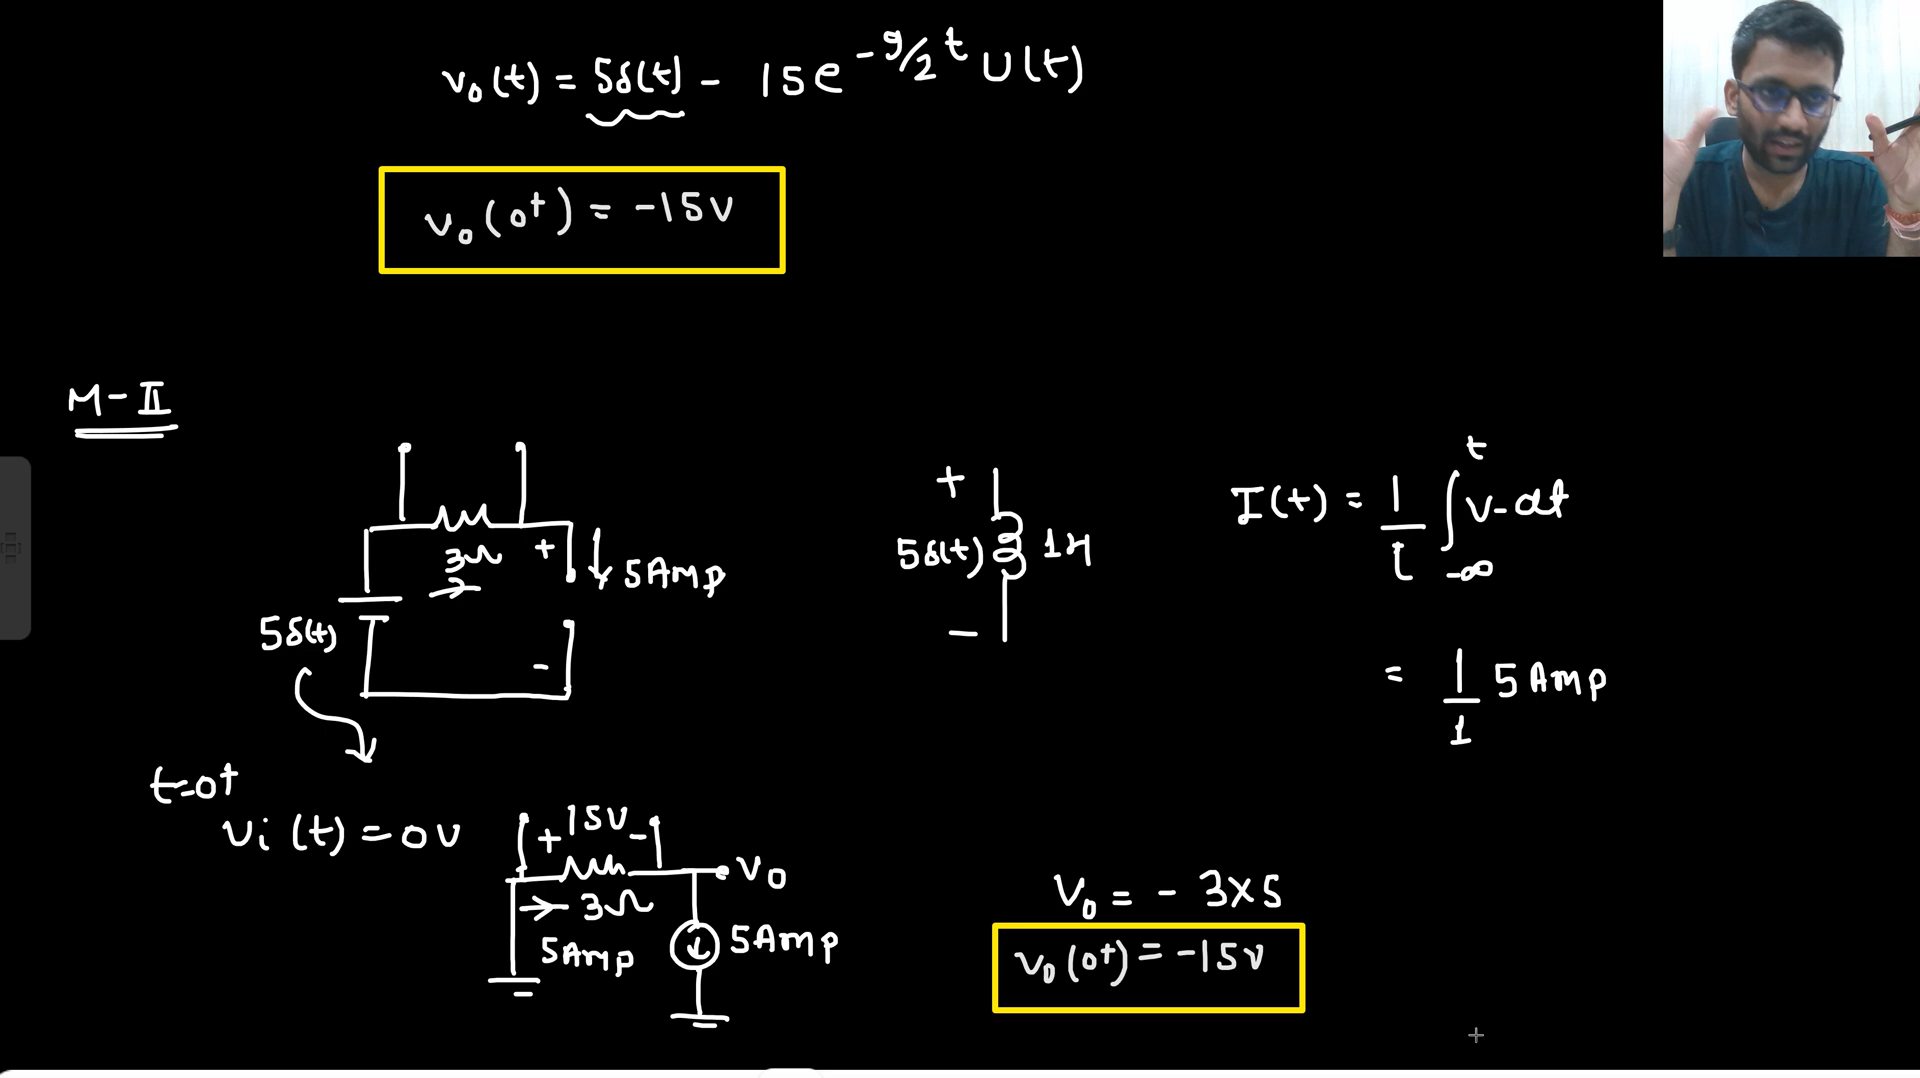 v₀(t) = 5δ(t) - 15e^{-9/2 t} U(t)
v₀(0⁺) = -15V
M-II
3Ω
+
5Amp
5δ(t)
-
+
5δ(t)
1H
-
I(t) = 1/L ∫_{-∞}^{t} v-dt
= 1/1 5Amp
t=0⁺
Vi(t)=0V
+ 15V -
V₀
3Ω
5Amp
5Amp
V₀ = - 3×5
V₀(0⁺) = -15V